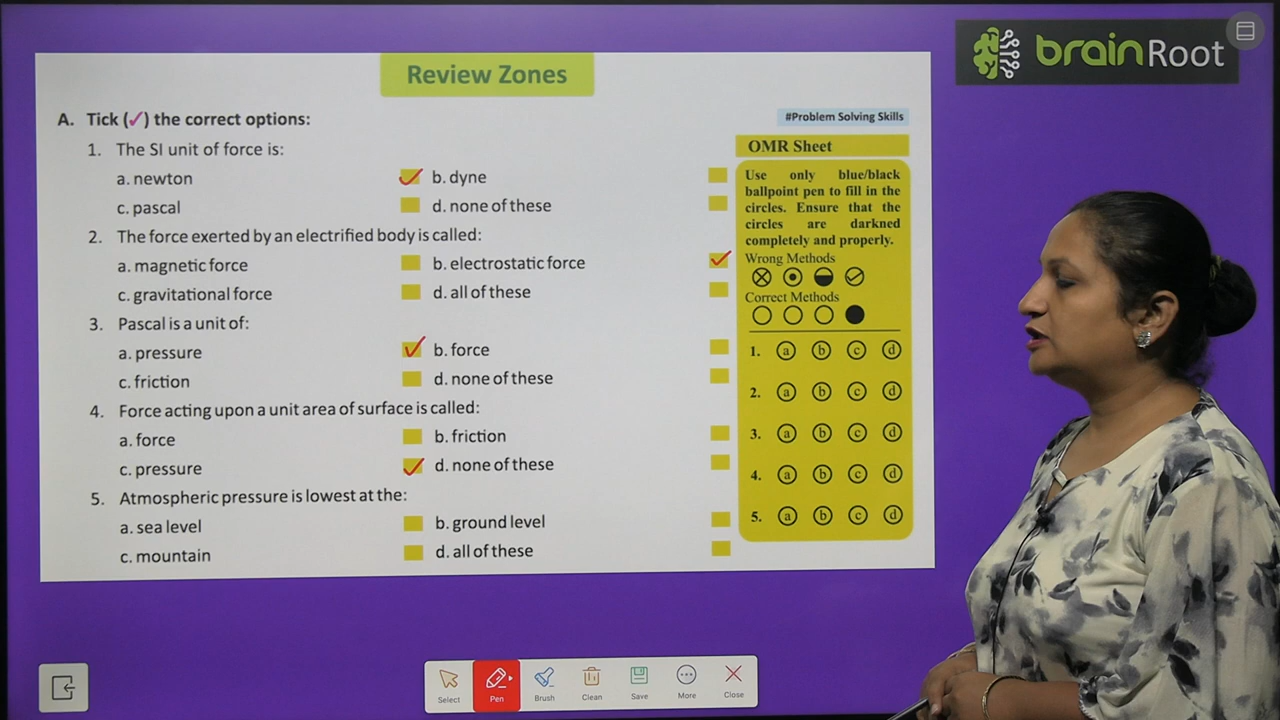 brainRoot
Review Zones
A. Tick (✓) the correct options:
#Problem Solving Skills
1. The SI unit of force is:
a. newton b. dyne
c. pascal d. none of these
2. The force exerted by an electrified body is called:
a. magnetic force b. electrostatic force
c. gravitational force d. all of these
3. Pascal is a unit of:
a. pressure b. force
c. friction d. none of these
4. Force acting upon a unit area of surface is called:
a. force b. friction
c. pressure d. none of these
5. Atmospheric pressure is lowest at the:
a. sea level b. ground level
c. mountain d. all of these
OMR Sheet
Use only blue/black
ballpoint pen to fill in the
circles. Ensure that the
circles are darkned
completely and properly.
Wrong Methods
Correct Methods
1. a b c d
2. a b c d
3. a b c d
4. a b c d
5. a b c d
Select Pen Brush Clean Save More Close